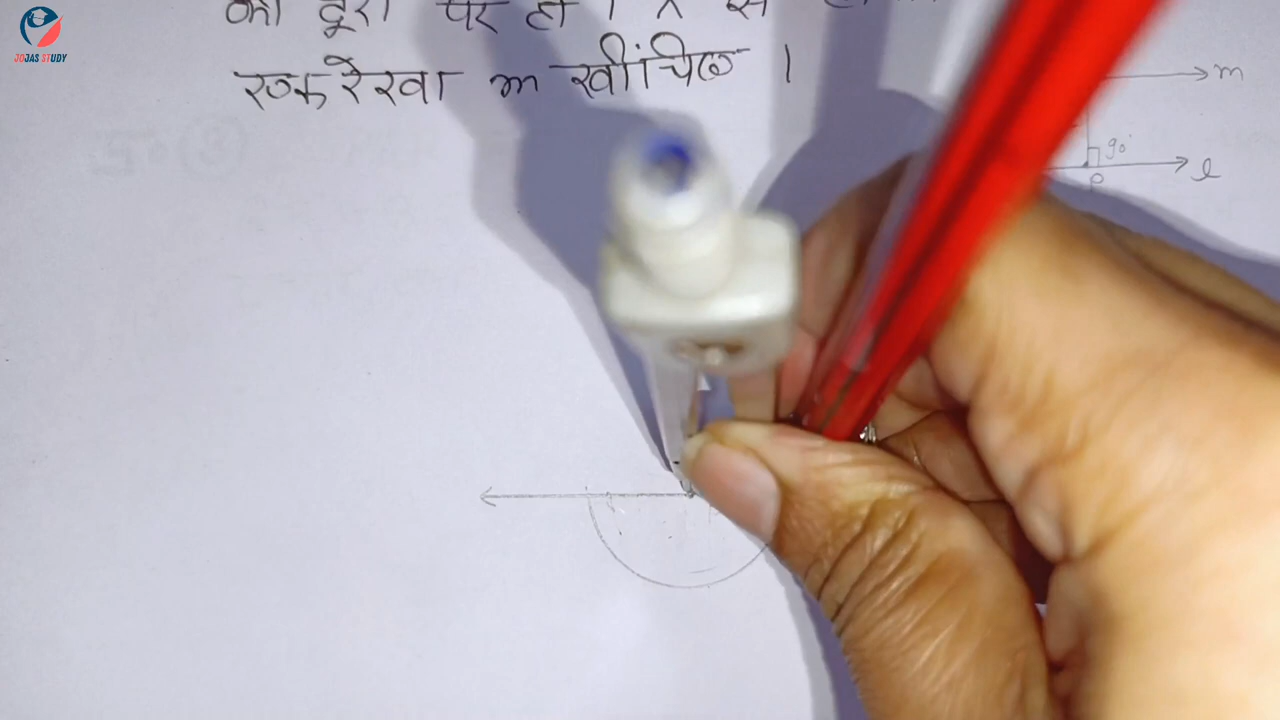 JOJAS STUDY
की दूरी पर हो । X से
एक रेखा m खींचिए ।
m
90°
P
l